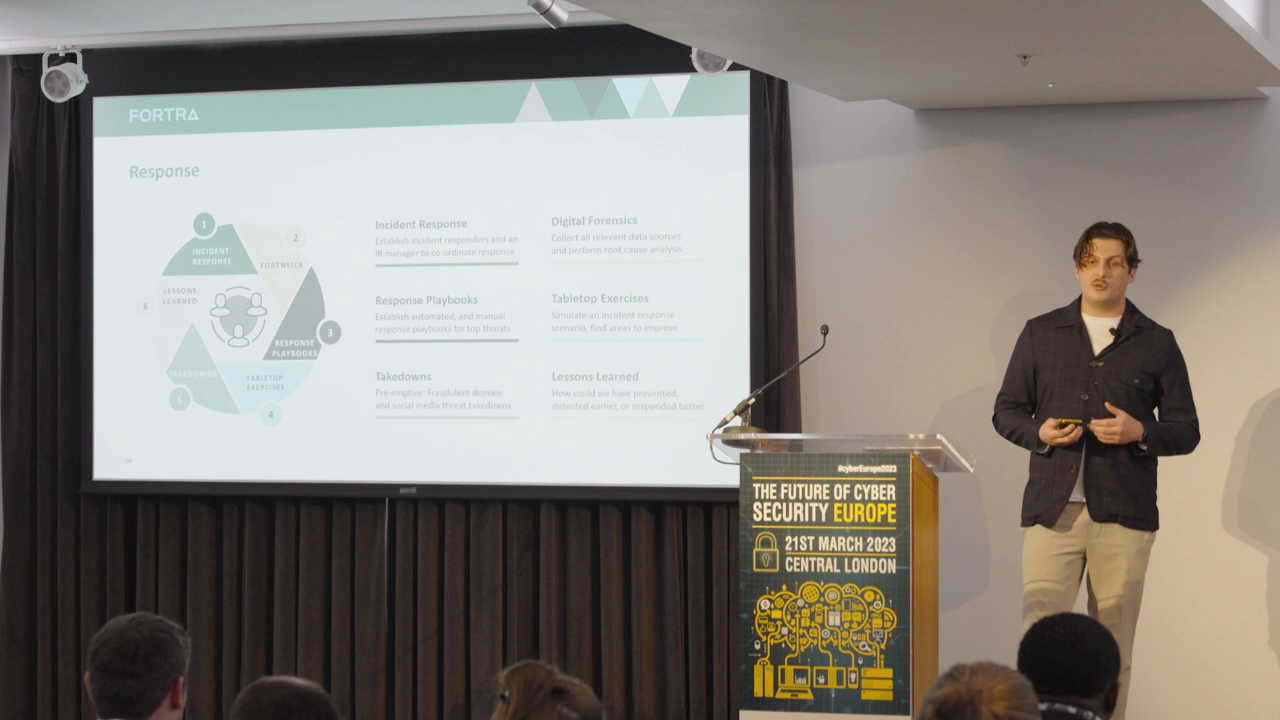 FORTRA
Response
1
INCIDENT
RESPONSE
2
FORENSICS
3
RESPONSE
PLAYBOOKS
4
TABLETOP
EXERCISES
5
TAKEDOWNS
6
LESSONS
LEARNED
Incident Response
Establish incident responders and an
IR manager to co-ordinate response
Digital Forensics
Collect all relevant data sources
and perform root cause analysis
Response Playbooks
Establish automated, and manual
response playbooks for top threats
Tabletop Exercises
Simulate an incident response
scenario, find areas to improve
Takedowns
Pre-emptive: Fraudulent domain
and social media threat takedowns
Lessons Learned
How could we have prevented,
detected earlier, or responded better
#cyberEurope2023
THE FUTURE OF CYBER
SECURITY EUROPE
21ST MARCH 2023
CENTRAL LONDON